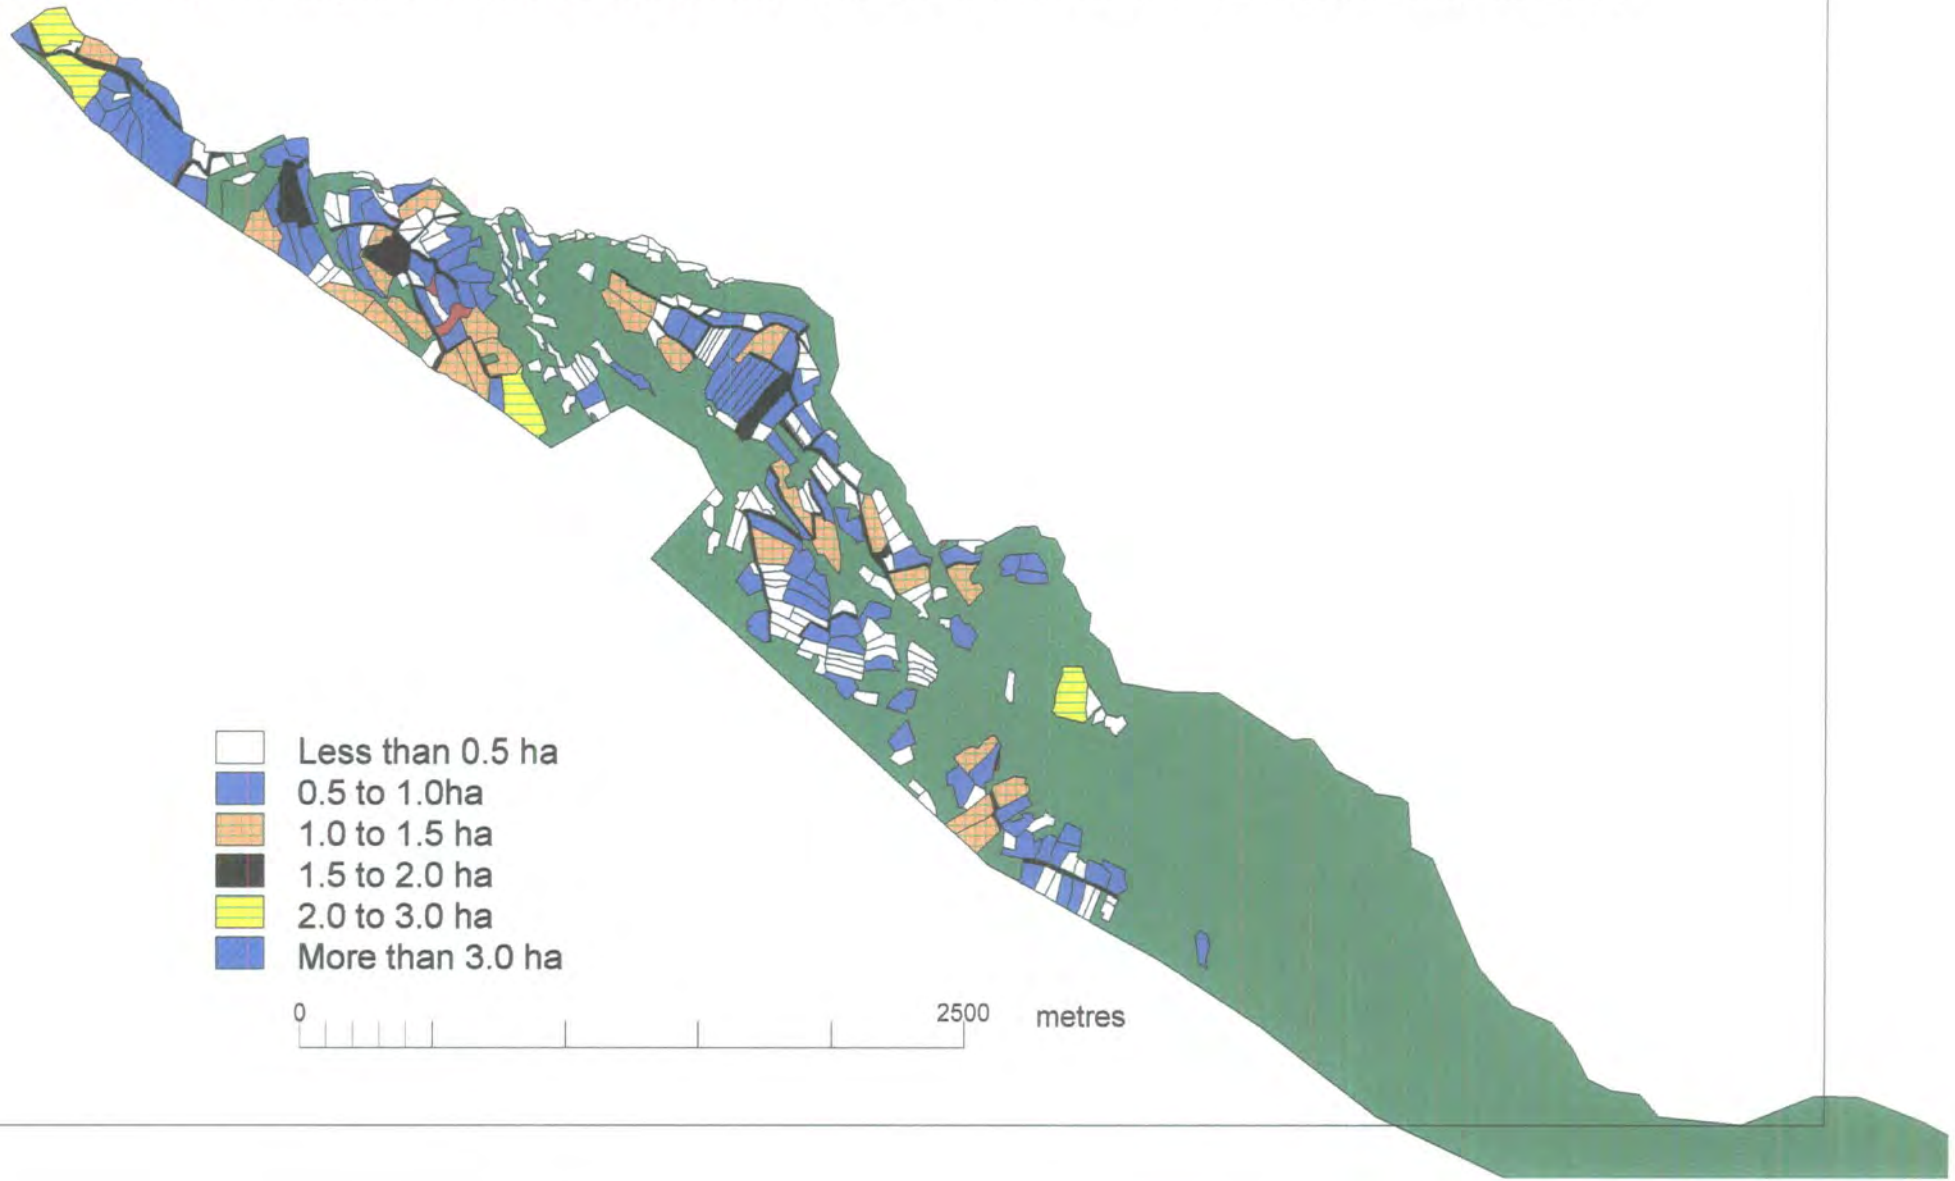 Less than 0.5 ha
0.5 to 1.0ha
1.0 to 1.5 ha
1.5 to 2.0 ha
2.0 to 3.0 ha
More than 3.0 ha
0 2500 metres